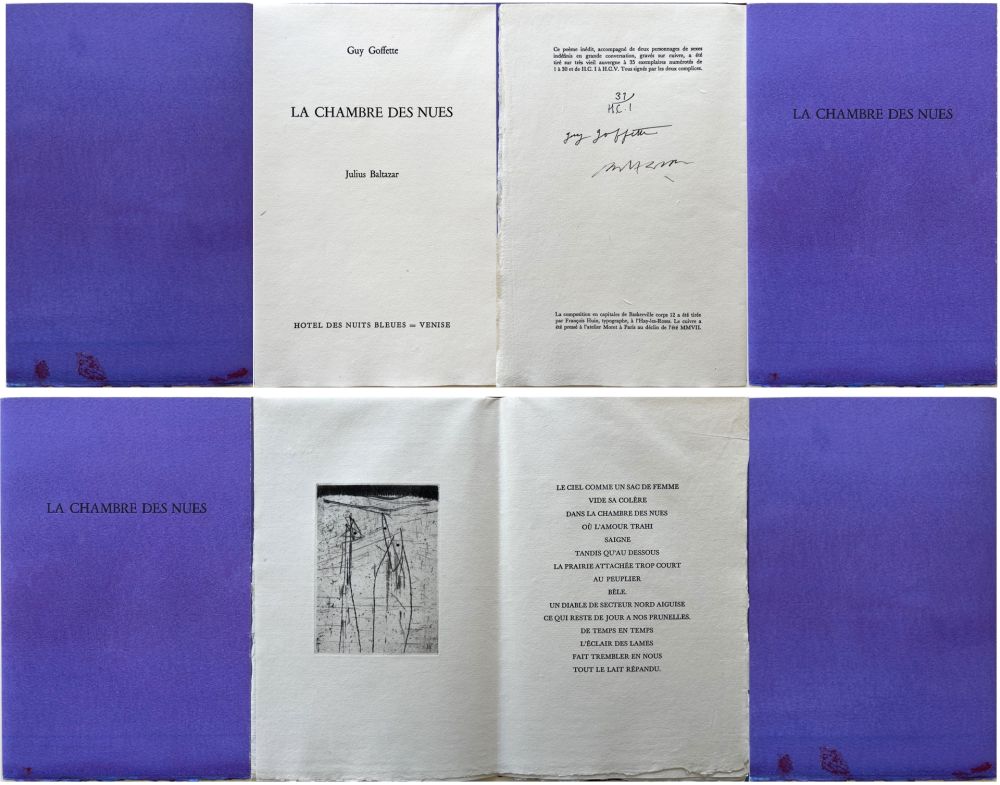 Guy Goffette
LA CHAMBRE DES NUES
Julius Baltazar
HOTEL DES NUITS BLEUES — VENISE
Ce poème inédit, accompagné de deux personnages de sexes
indéfinis en grande conversation, gravés sur cuivre, a été
tiré sur très vieil auvergne à 35 exemplaires numérotés de
1 à 30 et de H.C. I à H.C.V. Tous signés par les deux complices.
31/
H.C. I
Guy Goffette
La composition en capitales de Baskerville corps 12 a été tirée
par François Huin, typographe, à l'Haÿ-les-Roses. Le cuivre a
été pressé à l'atelier Moret à Paris au déclin de l'été MMVII.
LA CHAMBRE DES NUES
LA CHAMBRE DES NUES
LE CIEL COMME UN SAC DE FEMME
VIDE SA COLÈRE
DANS LA CHAMBRE DES NUES
OÙ L'AMOUR TRAHI
SAIGNE
TANDIS QU'AU DESSOUS
LA PRAIRIE ATTACHÉE TROP COURT
AU PEUPLIER
BÊLE.
UN DIABLE DE SECTEUR NORD AIGUISE
CE QUI RESTE DE JOUR A NOS PRUNELLES.
DE TEMPS EN TEMPS
L'ÉCLAIR DES LAMES
FAIT TREMBLER EN NOUS
TOUT LE LAIT RÉPANDU.